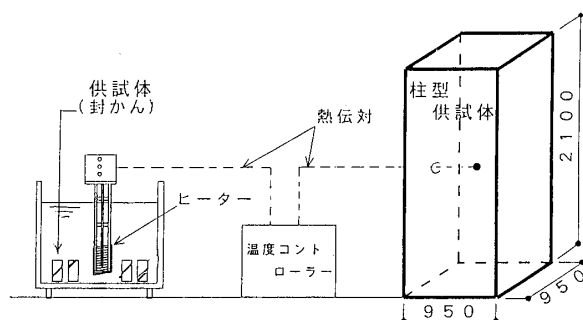 供試体
(封かん)
熱伝対
ヒーター
温度コント
ローラー
柱型
供試体
2100
950
950